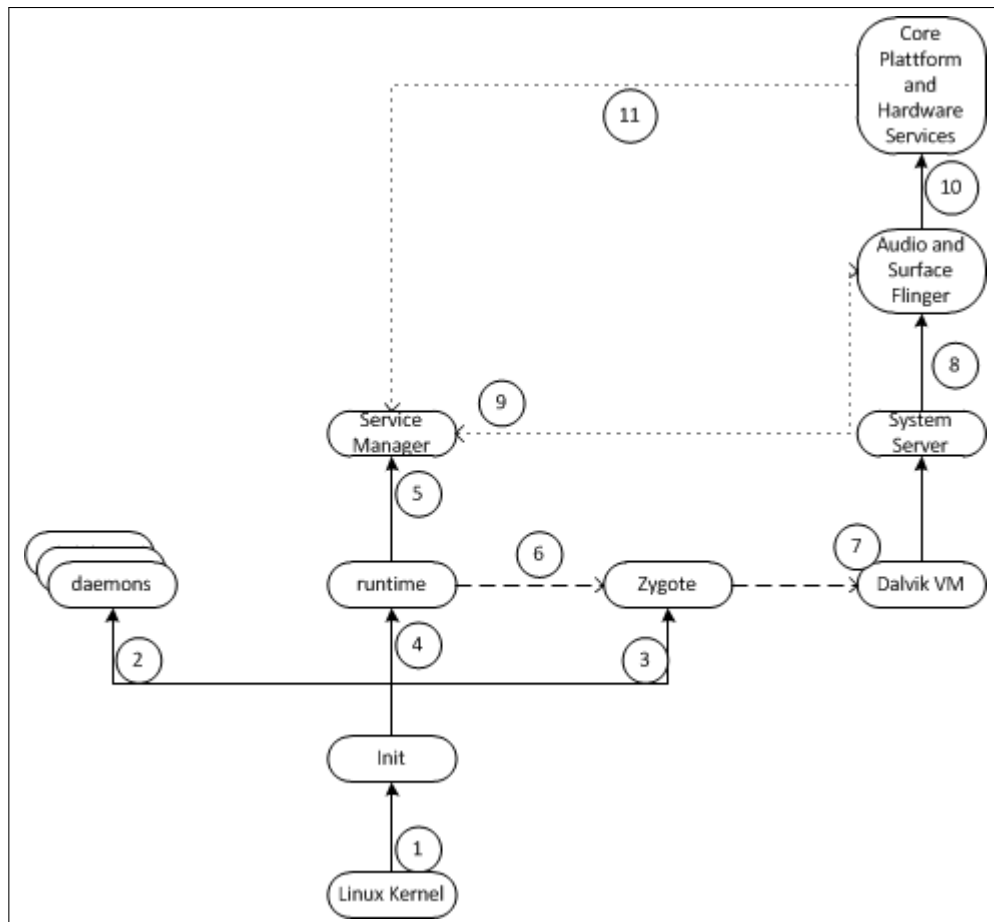 Core
Plattform
and
Hardware
Services
11
10
Audio and
Surface
Flinger
8
9
Service
Manager
System
Server
5
6
7
daemons
runtime
Zygote
Dalvik VM
2
4
3
Init
1
Linux Kernel